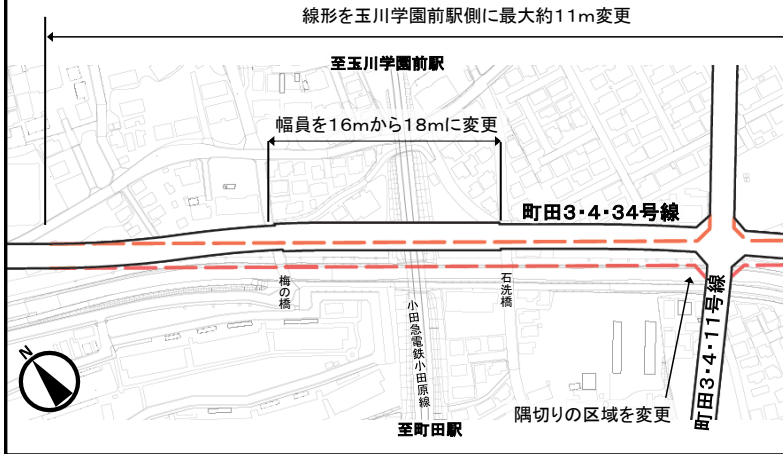 線形を玉川学園前駅側に最大約11m変更
至玉川学園前駅
幅員を16mから18mに変更
町田3・4・34号線
梅の橋
小田急電鉄小田原線
石洗橋
町田3・4・11号線
N
隅切りの区域を変更
至町田駅